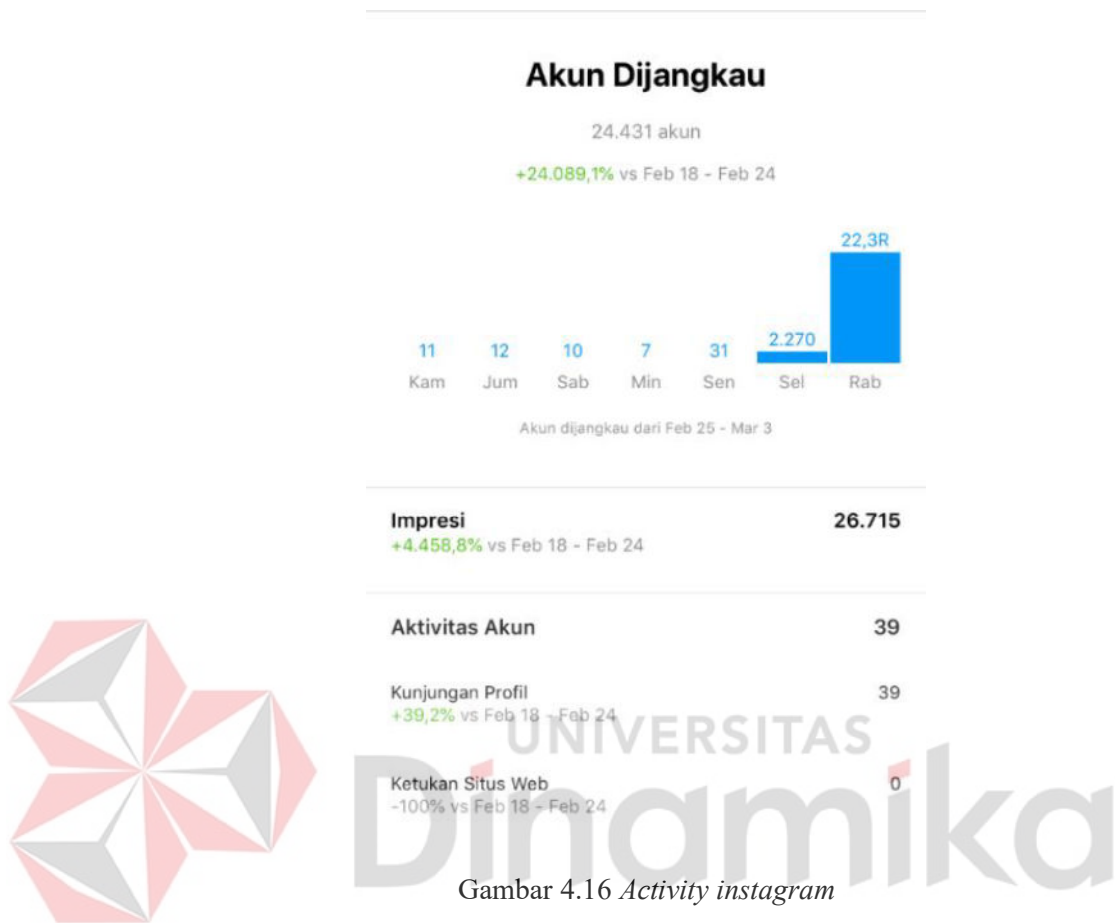 Akun Dijangkau
24.431 akun
+24.089,1% vs Feb 18 - Feb 24
22,3R
11 12 10 7 31 2.270
Kam Jum Sab Min Sen Sel Rab
Akun dijangkau dari Feb 25 - Mar 3
Impresi 26.715
+4.458,8% vs Feb 18 - Feb 24
Aktivitas Akun 39
Kunjungan Profil 39
+39,2% vs Feb 18 - Feb 24
UNIVERSITAS
Dinamika
Ketukan Situs Web 0
-100% vs Feb 18 - Feb 24
Gambar 4.16 Activity instagram